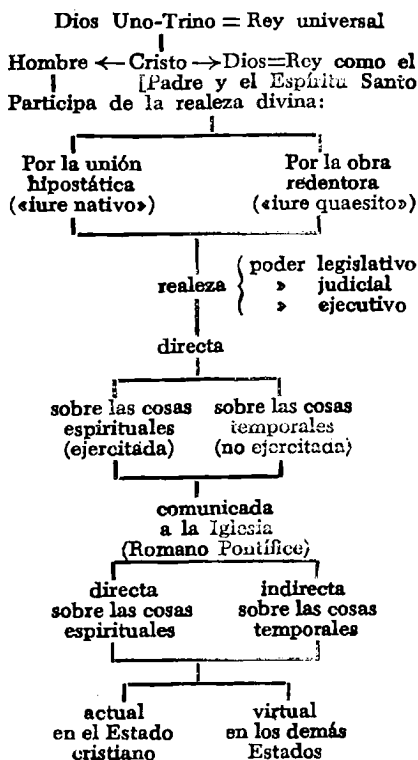 Dios Uno-Trino = Rey universal
Hombre ← Cristo → Dios=Rey como el
[Padre y el Espíritu Santo
Participa de la realeza divina:
Por la unión
hipostática
(«iure nativo»)
Por la obra
redentora
(«iure quaesito»)
realeza { poder legislativo
» judicial
» ejecutivo
directa
sobre las cosas
espirituales
(ejercitada)
sobre las cosas
temporales
(no ejercitada)
comunicada
a la Iglesia
(Romano Pontífice)
directa
sobre las cosas
espirituales
indirecta
sobre las cosas
temporales
actual
en el Estado
cristiano
virtual
en los demás
Estados